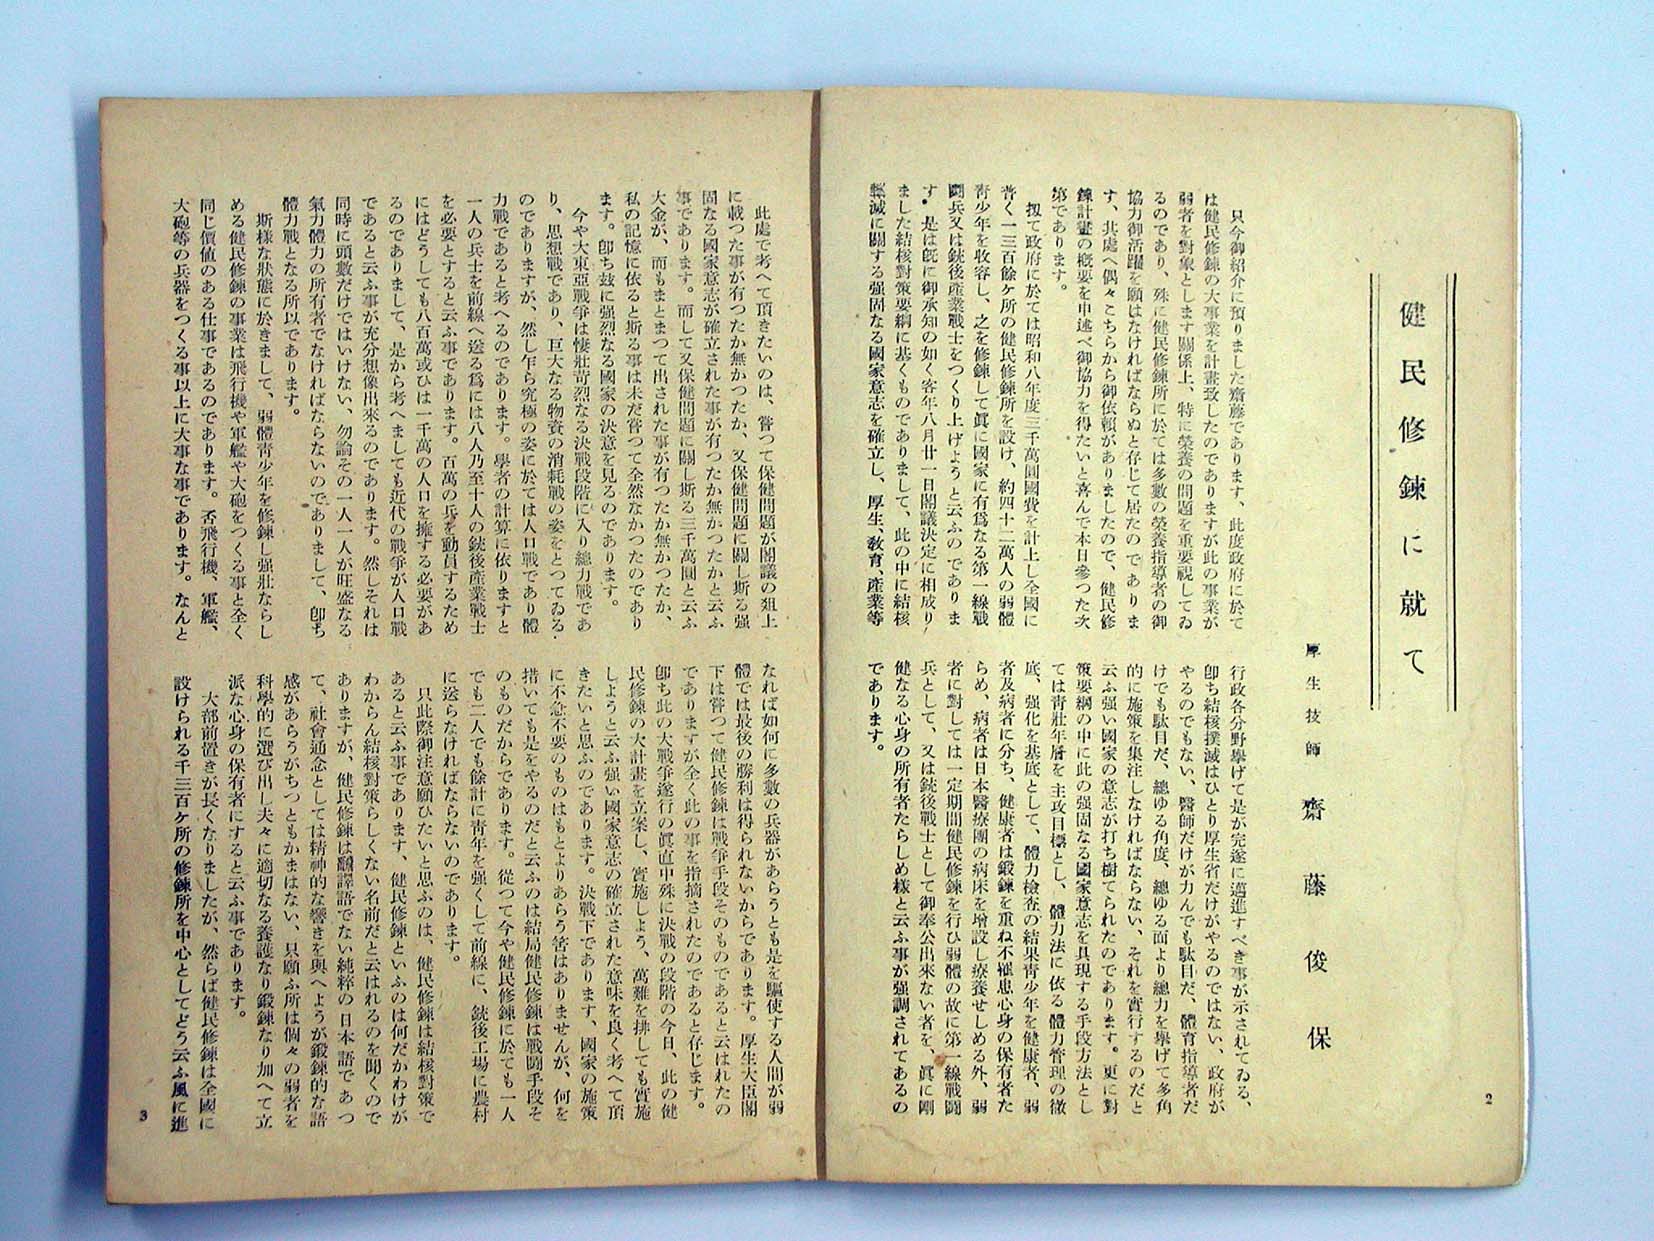 健民修鍊に就て
厚生技師 齋藤俊保
只今御紹介に預りました齋藤であります、此度政府に於て
は健民修鍊の大事業を計畫致したのでありますが此の事業が
弱者を對象とします關係上、特に榮養の問題を重要視してゐ
るのであり、殊に健民修鍊所に於ては多數の榮養指導者の御
協力御活躍を願はなければならぬと存じて居たのでありま
す、其處へ偶々こちらから御依賴がありましたので、健民修
鍊計畫の概要を申述べ御協力を得たいと喜んで本日參つた次
第であります。
扨て政府に於ては昭和八年度三千萬圓國費を計上し全國に
普く一三百餘ヶ所の健民修鍊所を設け、約四十二萬人の弱體
靑少年を收容し、之を修鍊して眞に國家に有爲なる第一線戰
鬪兵又は銃後產業戰士をつくり上げようと云ふのでありま
す。是は旣に御承知の如く客年八月廿一日閣議決定に相成り
ました結核對策要綱に基くものでありまして、此の中に結核
撲滅に關する强固なる國家意志を確立し、厚生、敎育、產業等
行政各分野擧げて是が完遂に邁進すべき事が示されてゐる、
卽ち結核撲滅はひとり厚生省だけがやるのではない、政府が
やるのでもない、醫師だけが力んでも駄目だ、體育指導者だ
けでも駄目だ、總ゆる角度、總ゆる面より總力を擧げて多角
的に施策を集注しなければならない、それを實行するのだと
云ふ强い國家の意志が打ち樹てられたのであります。更に對
策要綱の中に此の强固なる國家意志を具現する手段方法とし
ては靑壯年層を主攻目標とし、體力法に依る體力管理の徹
底、强化を基底として、體力檢査の結果靑少年を健康者、弱
者及病者に分ち、健康者は鍛鍊を重ね不罹患心身の保有者た
らめ、病者は日本醫療團の病床を增設し療養せしめる外、弱
者に對しては一定期間健民修鍊を行ひ弱體の故に第一線戰鬪
兵として、又は銃後戰士として御奉公出來ない者を、眞に剛
健なる心身の所有者たらしめ樣と云ふ事が强調されてあるの
であります。
2
此處で考へて頂きたいのは、嘗つて保健問題が閣議の俎上
に載つた事が有つたか無かつたか、又保健問題に關し斯る强
固なる國家意志が確立された事が有つたか無かつたかと云ふ
事であります。而して又保健問題に關し斯る三千萬圓と云ふ
大金が、而もまとまつて出された事が有つたか無かつたか、
私の記憶に依ると斯る事は未だ嘗つて全然なかつたのであり
ます。卽ち玆に强烈なる國家の決意を見るのであります。
今や大東亞戰爭は悽壯苛烈なる決戰段階に入り總力戰であ
り、思想戰であり、巨大なる物資の消耗戰の姿をとつてゐる
のでありますが、然し乍ら究極の姿に於ては人口戰であり體
力戰であると考へるのであります。學者の計算に依りますと
一人の兵士を前線へ送る爲には八人乃至十人の銃後產業戰士
を必要とすると云ふ事であります。百萬の兵を動員するため
にはどうしても八百萬或ひは一千萬の人口を擁する必要があ
るのでありまして、是から考へましても近代の戰爭が人口戰
であると云ふ事が充分想像出來るのであります。然しそれは
同時に頭數だけではいけない、勿論その一人一人が旺盛なる
氣力體力の所有者でなければならないのでありまして、卽ち
體力戰となる所以であります。
斯樣な狀態に於きまして、弱體靑少年を修鍊し强壯ならし
める健民修鍊の事業は飛行機や軍艦や大砲をつくる事と全く
同じ價値のある仕事であるのであります。否飛行機、軍艦、
大砲等の兵器をつくる事以上に大事な事であります。なんと
なれば如何に多數の兵器があらうとも是を驅使する人間が弱
體では最後の勝利は得られないからであります。厚生大臣閣
下は嘗つて健民修鍊は戰爭手段そのものであると云はれたの
でありますが全く此の事を指摘されたのであると存じます。
卽ち此の大戰爭遂行の眞直中殊に決戰の段階の今日、此の健
民修鍊の大計畫を立案し、實施しよう、萬難を排しても實施
しようと云ふ强い國家意志の確立された意味を良く考へて頂
きたいと思ふのであります。決戰下であります、國家の施策
に不急不要のものはもとよりあらう筈はありませんが、何を
措いても是をやるのだと云ふのは結局健民修鍊は戰鬪手段そ
のものだからであります。從つて今や健民修鍊に於ても一人
でも二人でも餘計に靑年を强くして前線に、銃後工場に農村
に送らなければならないのであります。
只此際御注意願ひたいと思ふのは、健民修鍊は結核對策で
あると云ふ事であります、健民修鍊といふのは何だかわけが
わからん結核對策らしくない名前だと云はれるのを聞くので
ありますが、健民修鍊は飜譯語でない純粹の日本語であつ
て、社會通念としては精神的な響きを與へようが鍛鍊的な語
感があらうがちつともかまはない、只願ふ所は個々の弱者を
科學的に選び出し夫々に適切なる養護なり鍛鍊なり加へて立
派な心身の保有者にすると云ふ事であります。
大部前置きが長くなりましたが、然らば健民修鍊は全國に
設けられる千三百ヶ所の修鍊所を中心としてどう云ふ風に進
3